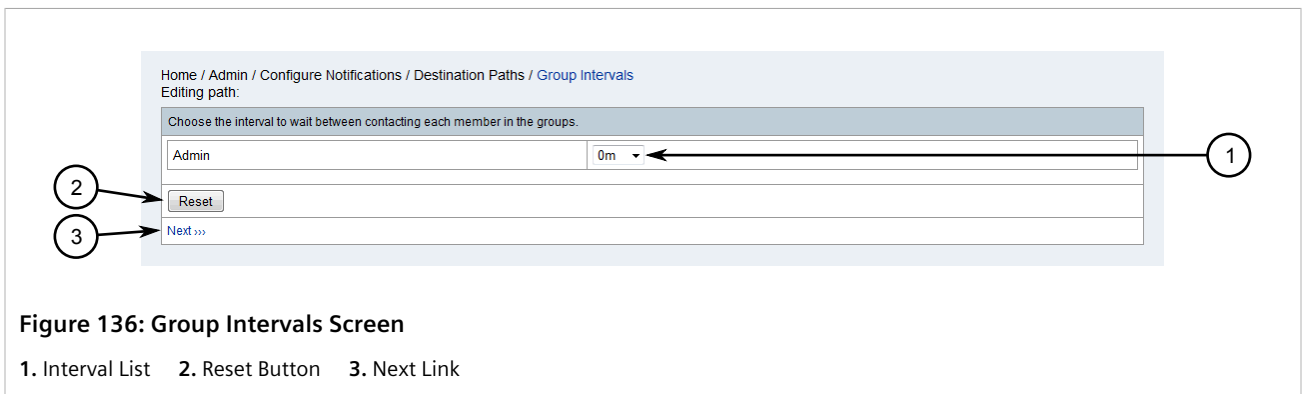 Home / Admin / Configure Notifications / Destination Paths / Group Intervals
Editing path:
Choose the interval to wait between contacting each member in the groups.
Admin
0m
1
2
Reset
3
Next ›››
Figure 136: Group Intervals Screen
1. Interval List 2. Reset Button 3. Next Link